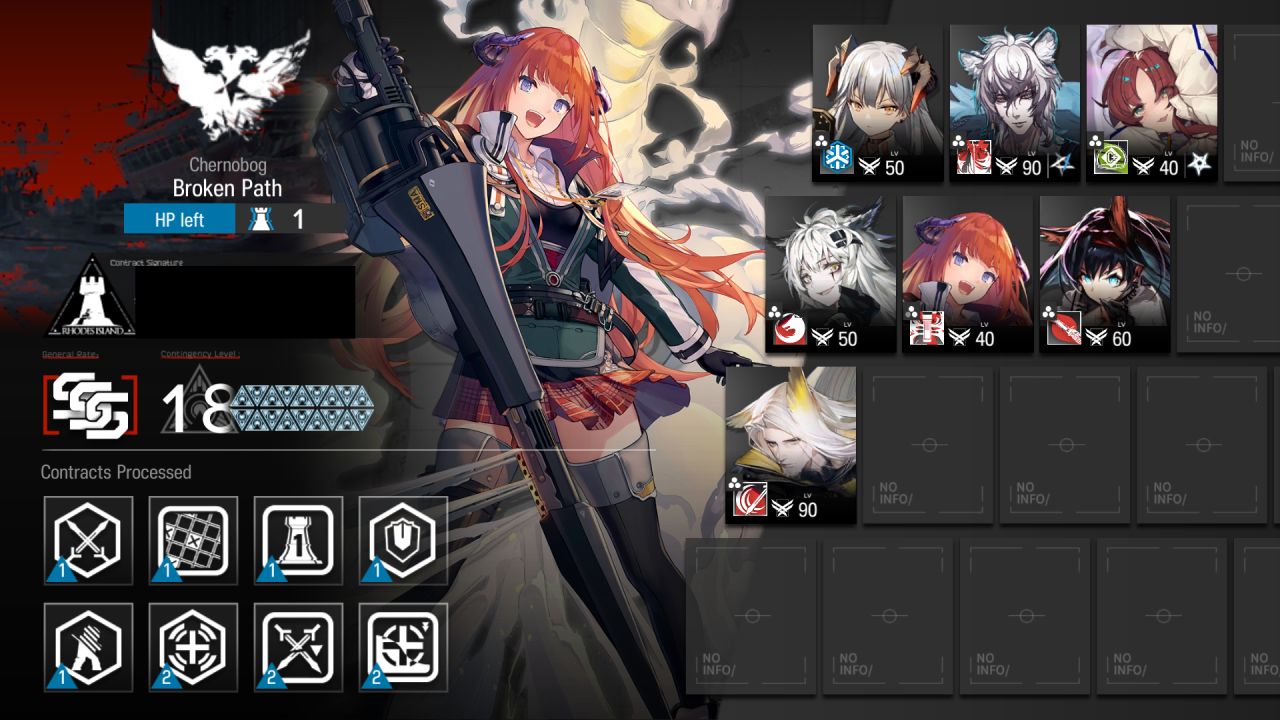 Chernobog
Broken Path
HP left 1
Contract Signature
RHODES ISLAND
General Rate:
Contingency Level :
18
Contracts Processed
1
1
1
1
1
2
2
2
LV
50
LV
90
LV
40
NO
INFO/
LV
50
LV
40
LV
60
NO
INFO/
LV
90
NO
INFO/
NO
INFO/
NO
INFO/
NO
INFO/
NO
INFO/
NO
INFO/
NO
INFO/
NO
INFO/